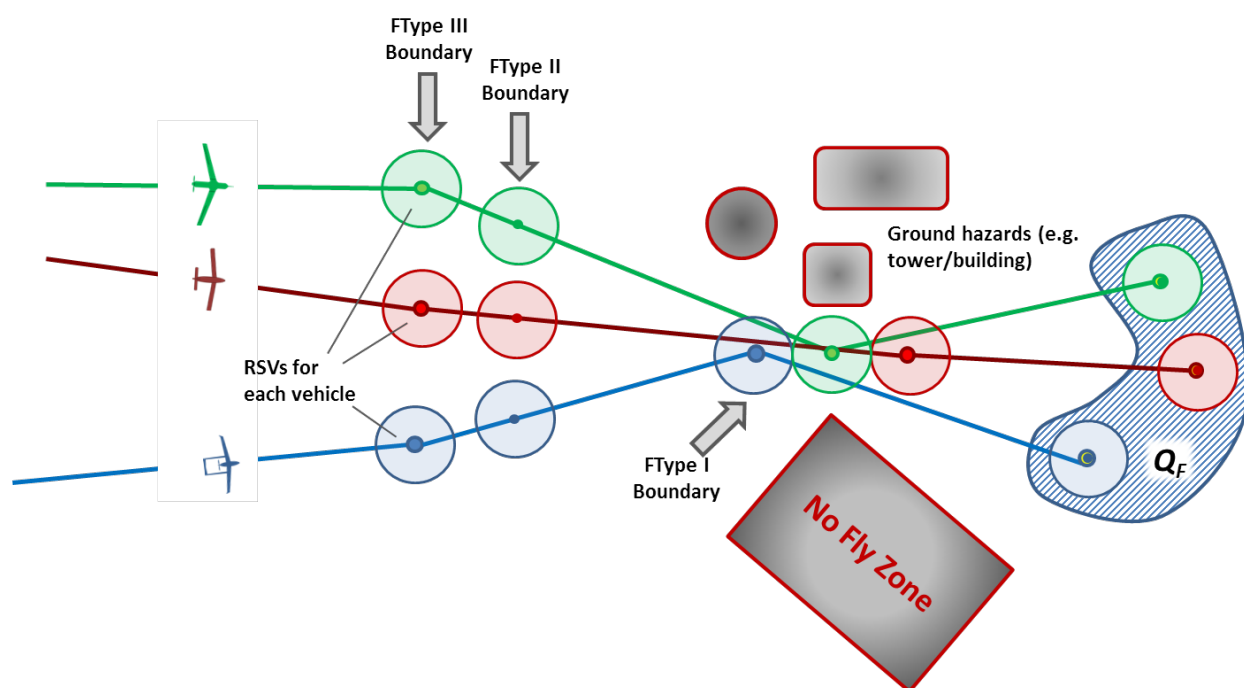 FType III
Boundary
FType II
Boundary
Ground hazards (e.g.
tower/building)
RSVs for
each vehicle
FType I
Boundary
Q_F
No Fly Zone